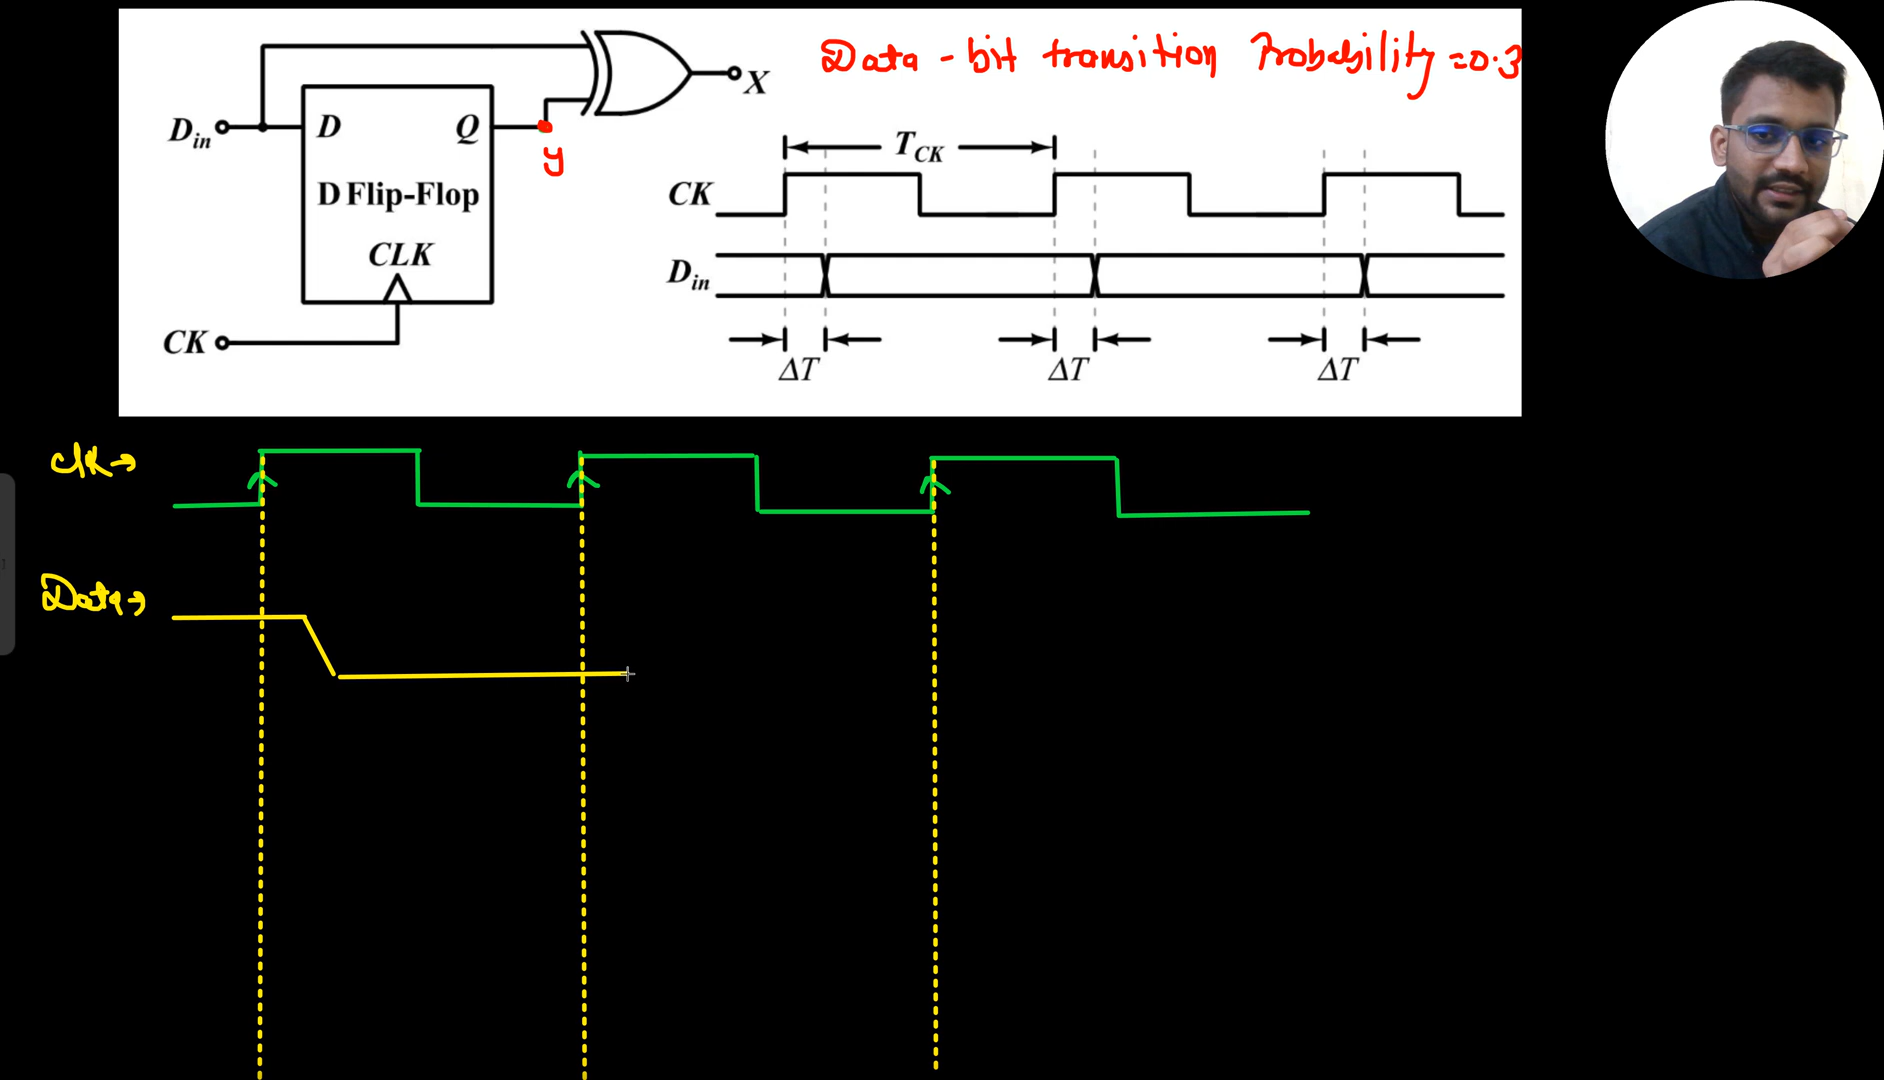 Data - bit transition Probability = 0.3
X
D_in D Q
y
T_CK
D Flip-Flop
CK
CLK
D_in
CK
ΔT ΔT ΔT
Clk→
Data→